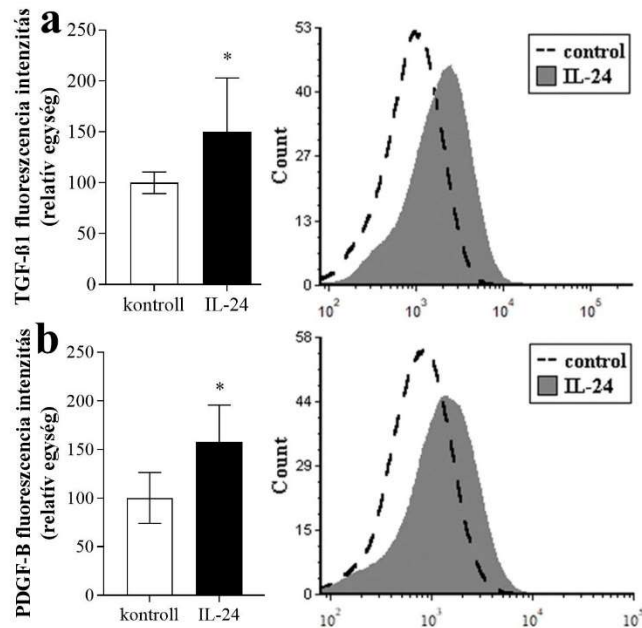 a
TGF-ß1 fluoreszcencia intenzitás
(relatív egység)
250
200
150
100
50
0
*
kontroll IL-24
Count
53
40
27
13
0
10² 10³ 10⁴ 10⁵
control
IL-24
b
PDGF-B fluoreszcencia intenzitás
(relatív egység)
250
200
150
100
50
0
*
kontroll IL-24
Count
58
44
29
15
0
10² 10³ 10⁴ 10⁵
control
IL-24